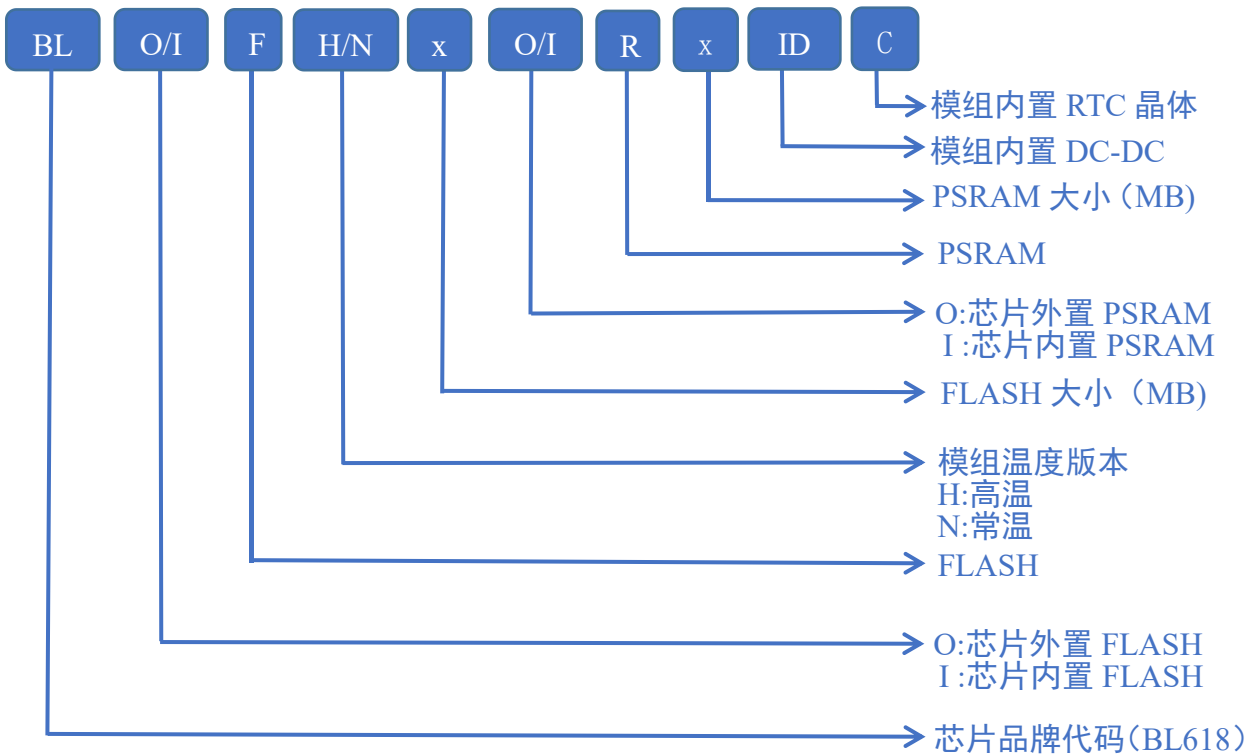 BL O/I F H/N x O/I R x ID C
模组内置 RTC 晶体
模组内置 DC-DC
PSRAM 大小（MB)
PSRAM
O:芯片外置 PSRAM
I :芯片内置 PSRAM
FLASH 大小（MB)
模组温度版本
H:高温
N:常温
FLASH
O:芯片外置 FLASH
I :芯片内置 FLASH
芯片品牌代码（BL618）